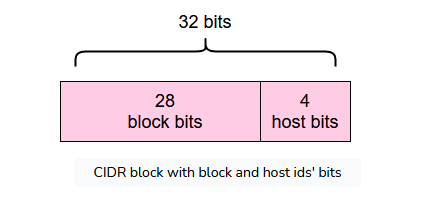 32 bits
28
block bits
4
host bits
CIDR block with block and host ids' bits